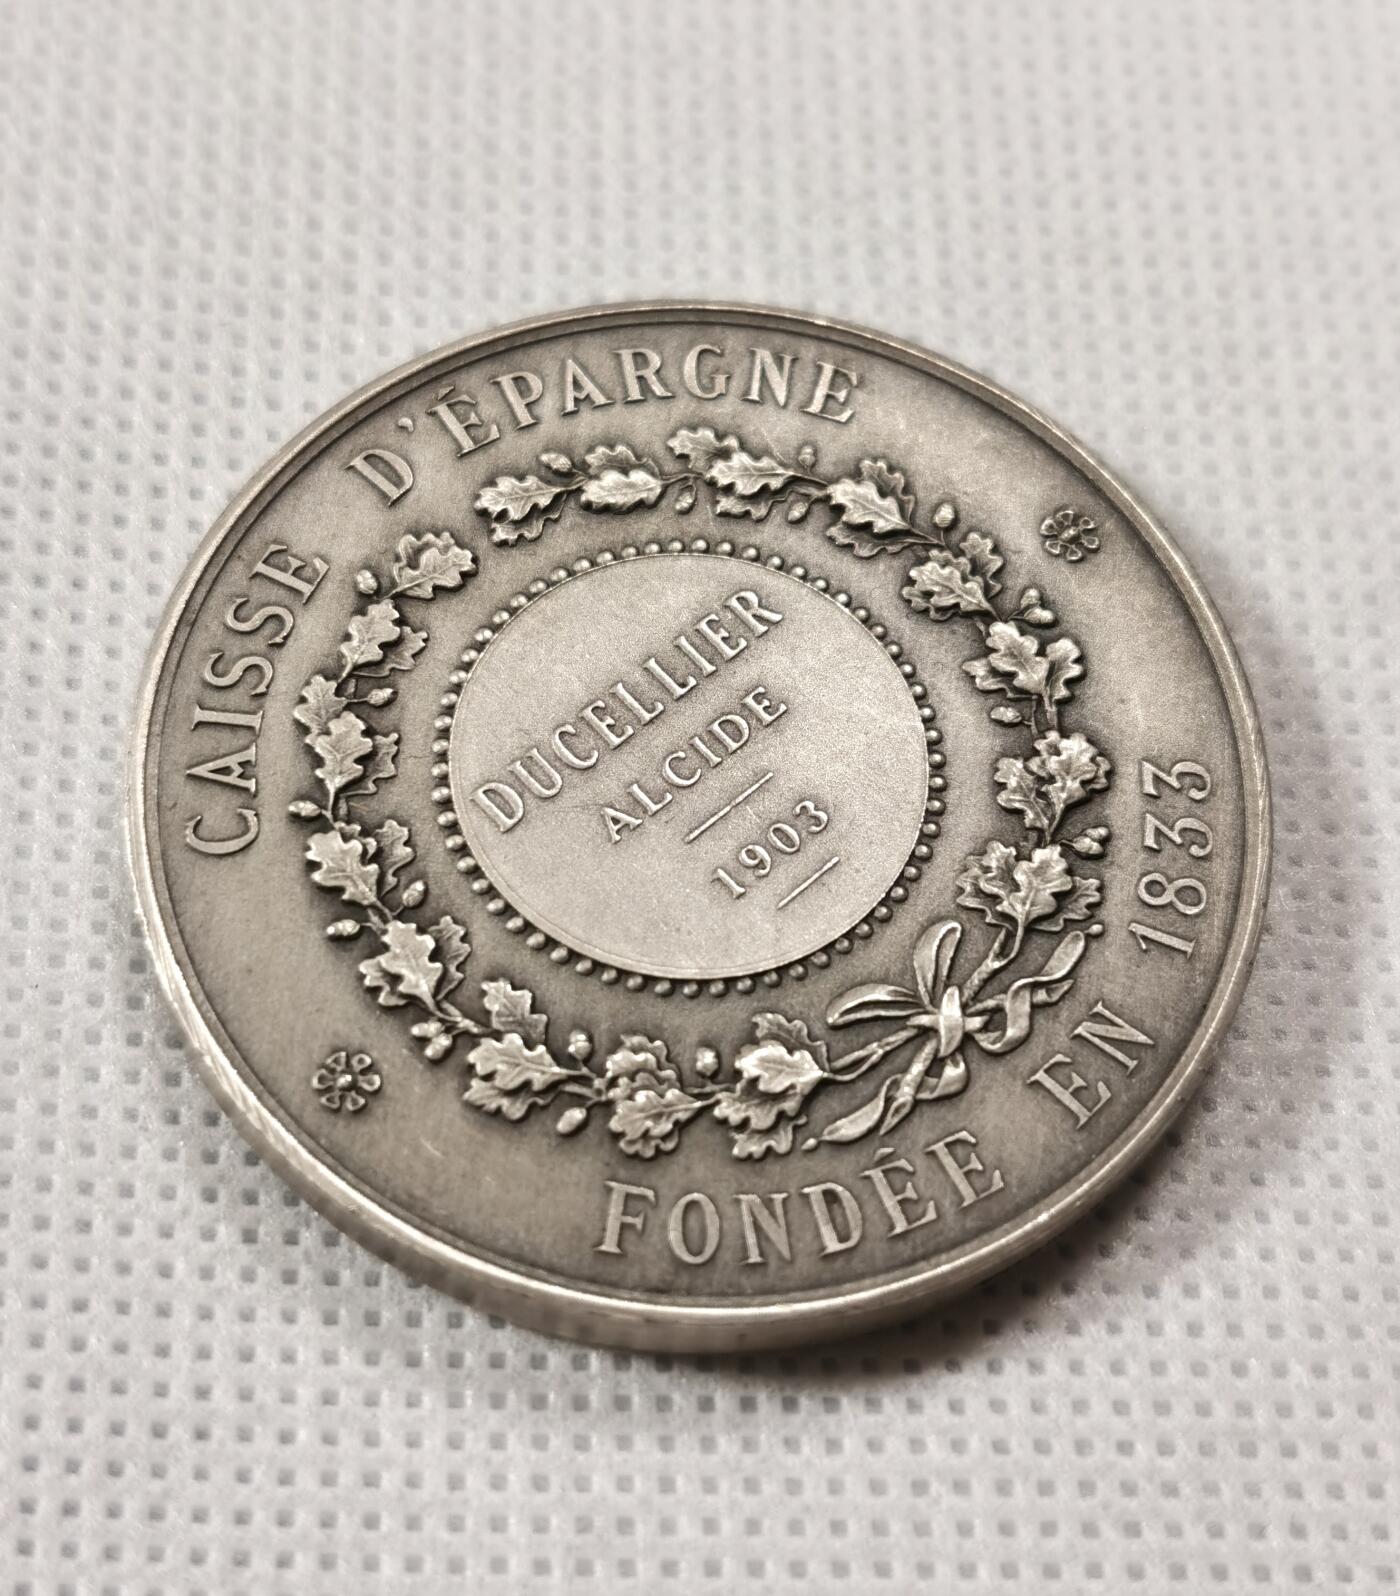 CAISSE D'ÉPARGNE
DUCELLIER
ALCIDE
1903
FONDÉE EN 1833